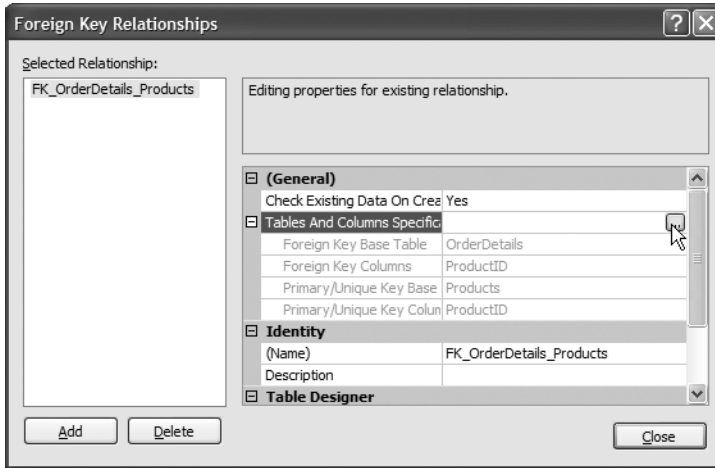 Foreign Key Relationships
Selected Relationship:
FK_OrderDetails_Products
Editing properties for existing relationship.
(General)
Check Existing Data On Crea Yes
Tables And Columns Specific
Foreign Key Base Table OrderDetails
Foreign Key Columns ProductID
Primary/Unique Key Base Products
Primary/Unique Key Colun ProductID
Identity
(Name) FK_OrderDetails_Products
Description
Table Designer
Add Delete
Close